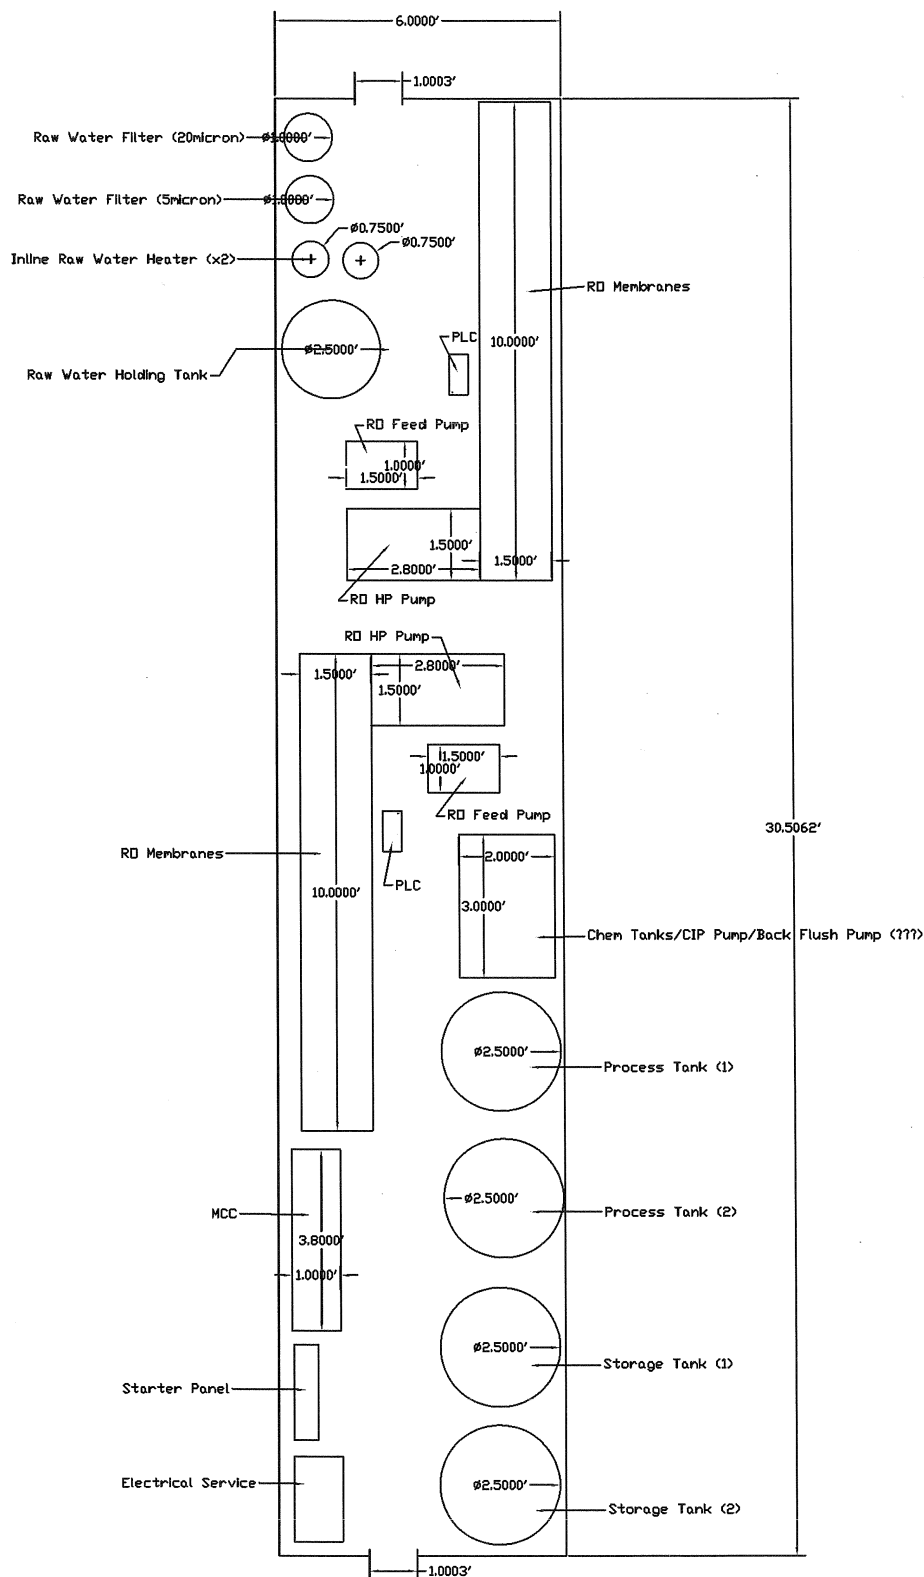 6.0000'
1.0003'
Raw Water Filter (20micron)
ø1.0000'
Raw Water Filter (5micron)
ø1.0000'
ø0.7500'
ø0.7500'
Inline Raw Water Heater (x2)
RO Membranes
PLC
10.0000'
ø2.5000'
Raw Water Holding Tank
RO Feed Pump
1.0000'
1.5000'
1.5000'
1.5000'
2.8000'
RO HP Pump
RO HP Pump
2.8000'
1.5000'
1.5000'
1.5000'
1.0000'
RO Feed Pump
30.5062'
RO Membranes
2.0000'
PLC
10.0000'
3.0000'
Chem Tanks/CIP Pump/Back Flush Pump (???)
ø2.5000'
Process Tank (1)
ø2.5000'
Process Tank (2)
MCC
3.8000'
1.0000'
ø2.5000'
Storage Tank (1)
Starter Panel
Electrical Service
ø2.5000'
Storage Tank (2)
1.0003'